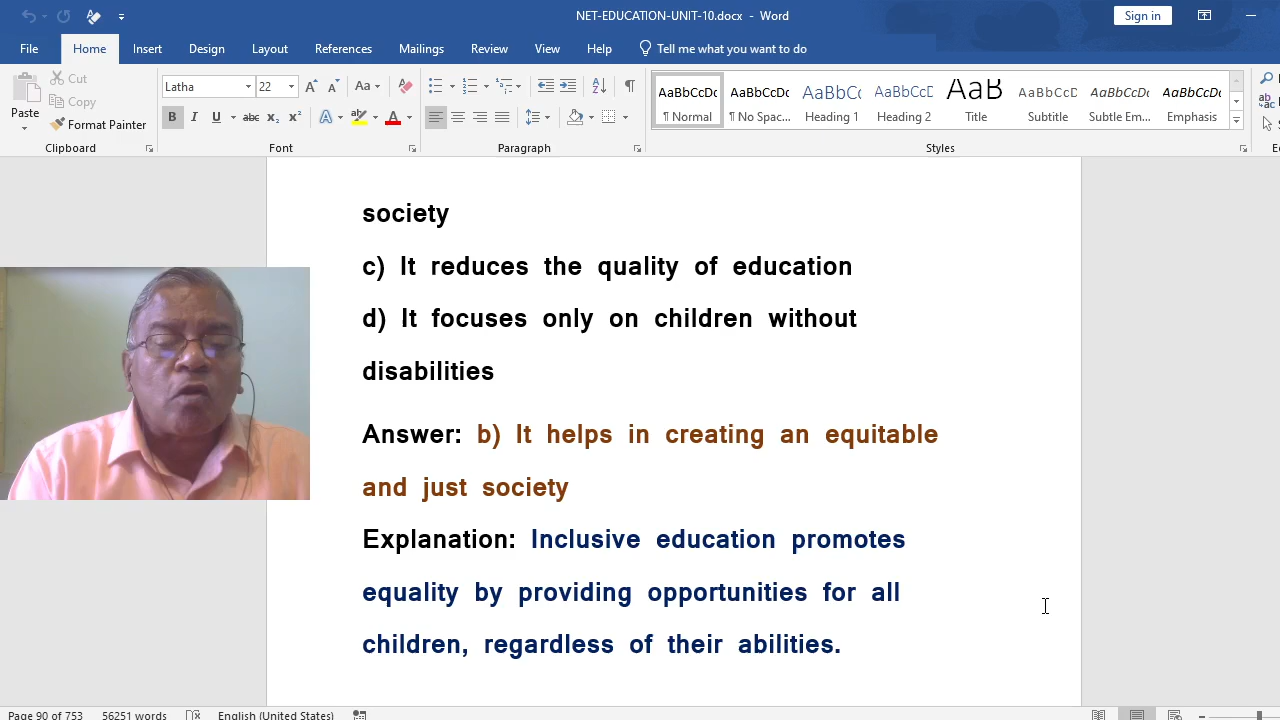 NET-EDUCATION-UNIT-10.docx - Word
Sign in
File Home Insert Design Layout References Mailings Review View Help Tell me what you want to do
Paste
Cut
Copy
Format Painter
Clipboard
Latha 22
Font
Paragraph
AaBbCcDc AaBbCcDc AaBbCc AaBbCcD AaB AaBbCcD AaBbCcDc AaBbCcDc
¶ Normal ¶ No Spac... Heading 1 Heading 2 Title Subtitle Subtle Em... Emphasis
Styles
society
c) It reduces the quality of education
d) It focuses only on children without
disabilities
Answer: b) It helps in creating an equitable
and just society
Explanation: Inclusive education promotes
equality by providing opportunities for all
children, regardless of their abilities.
Page 90 of 753 56251 words English (United States)